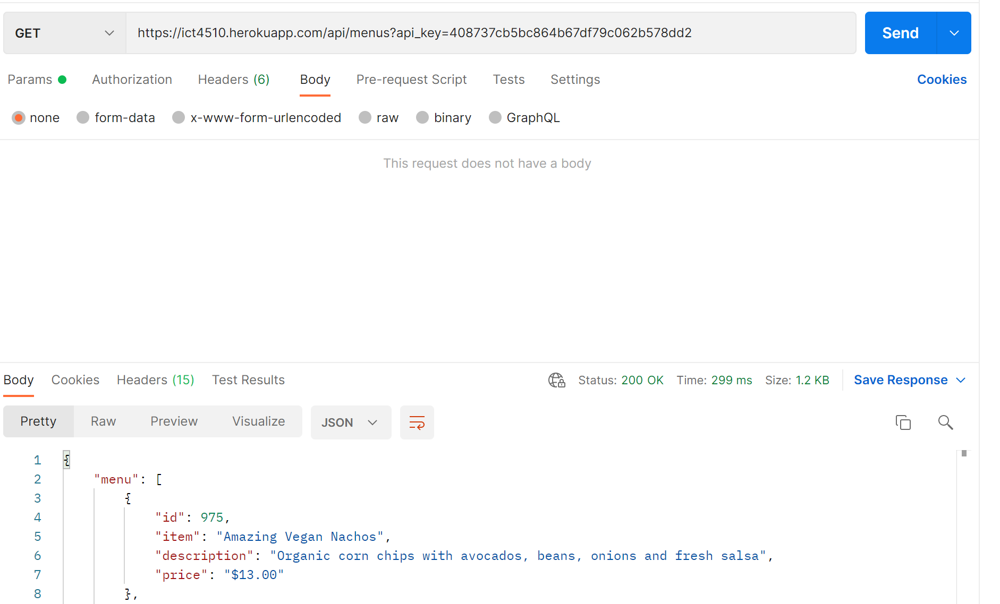 GET https://ict4510.herokuapp.com/api/menus?api_key=408737cb5bc864b67df79c062b578dd2 Send
Params Authorization Headers (6) Body Pre-request Script Tests Settings Cookies
none form-data x-www-form-urlencoded raw binary GraphQL
This request does not have a body
Body Cookies Headers (15) Test Results Status: 200 OK Time: 299 ms Size: 1.2 KB Save Response
Pretty Raw Preview Visualize JSON
1 {
2 "menu": [
3 {
4 "id": 975,
5 "item": "Amazing Vegan Nachos",
6 "description": "Organic corn chips with avocados, beans, onions and fresh salsa",
7 "price": "$13.00"
8 },